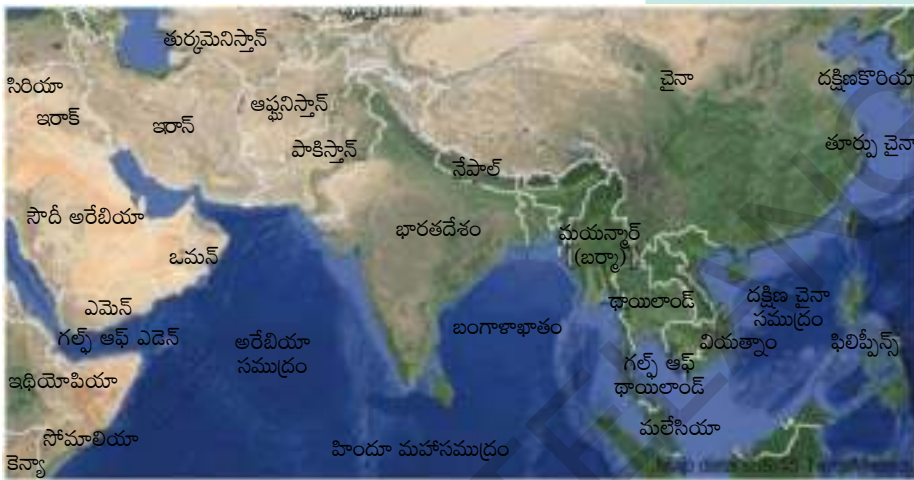 తుర్కమెనిస్తాన్
సిరియా
ఇరాక్
ఇరాన్
ఆఫ్ఘనిస్తాన్
పాకిస్తాన్
చైనా
దక్షిణకొరియా
తూర్పు చైనా
నేపాల్
సౌదీ అరేబియా
భారతదేశం
మయన్మార్
(బర్మా)
ఒమన్
థాయిలాండ్
దక్షిణ చైనా
సముద్రం
ఎమెన్
గల్ఫ్ ఆఫ్ ఎడెన్
అరేబియా
సముద్రం
బంగాళాఖాతం
వియత్నాం
ఫిలిప్పీన్స్
గల్ఫ్ ఆఫ్
థాయిలాండ్
ఇథియోపియా
మలేసియా
సోమాలియా
హిందూ మహాసముద్రం
కెన్యా